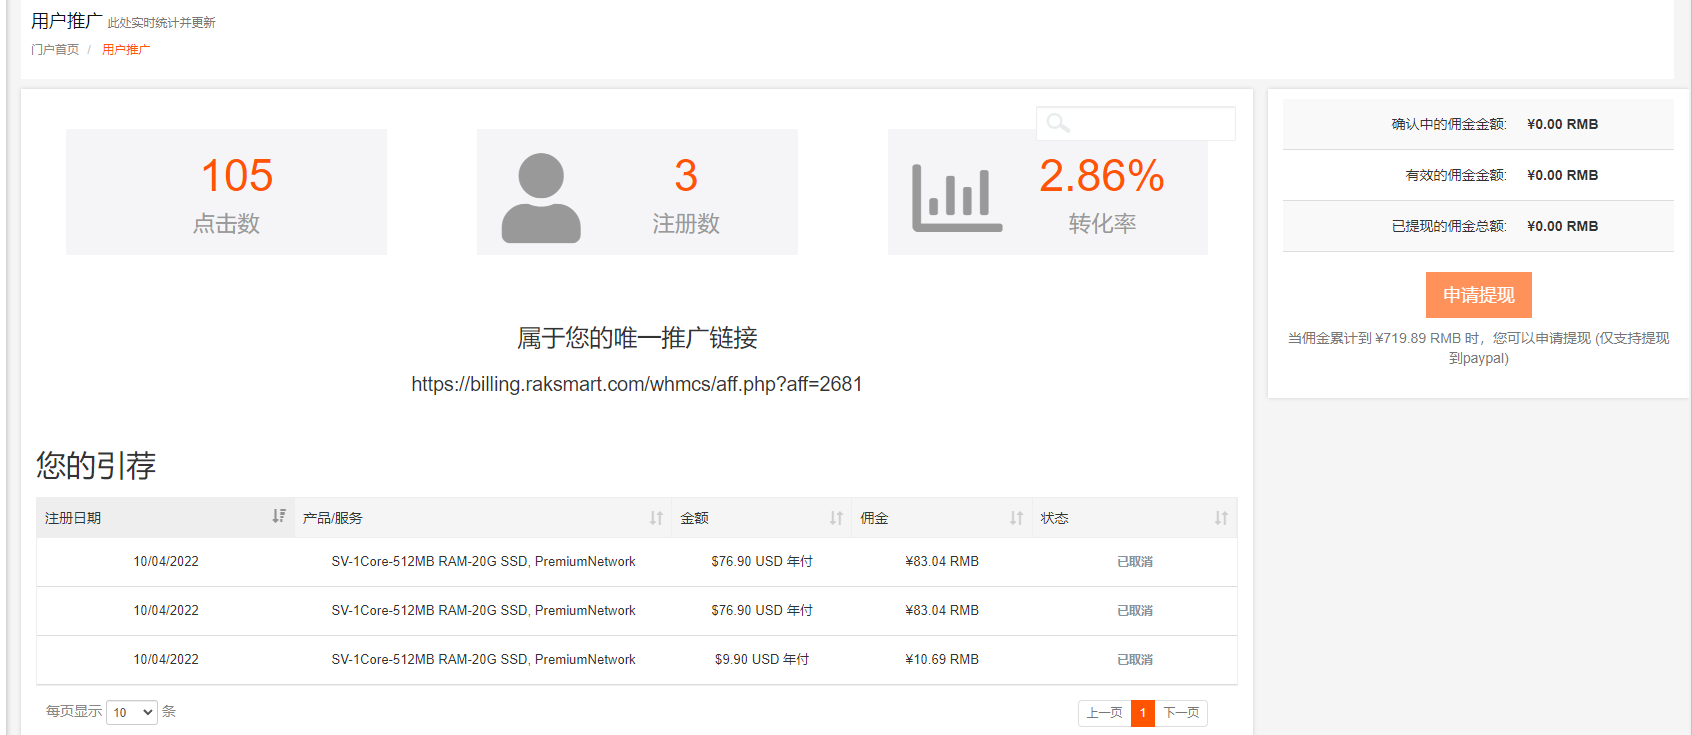 用户推广 此处实时统计并更新
门户首页 / 用户推广
105
点击数
3
注册数
2.86%
转化率
属于您的唯一推广链接
https://billing.raksmart.com/whmcs/aff.php?aff=2681
您的引荐
注册日期 产品/服务 金额 佣金 状态
10/04/2022 SV-1Core-512MB RAM-20G SSD, PremiumNetwork $76.90 USD 年付 ¥83.04 RMB 已取消
10/04/2022 SV-1Core-512MB RAM-20G SSD, PremiumNetwork $76.90 USD 年付 ¥83.04 RMB 已取消
10/04/2022 SV-1Core-512MB RAM-20G SSD, PremiumNetwork $9.90 USD 年付 ¥10.69 RMB 已取消
每页显示 10 条
上一页 1 下一页
确认中的佣金金额: ¥0.00 RMB
有效的佣金金额: ¥0.00 RMB
已提现的佣金总额: ¥0.00 RMB
申请提现
当佣金累计到 ¥719.89 RMB 时，您可以申请提现 (仅支持提现
到paypal)